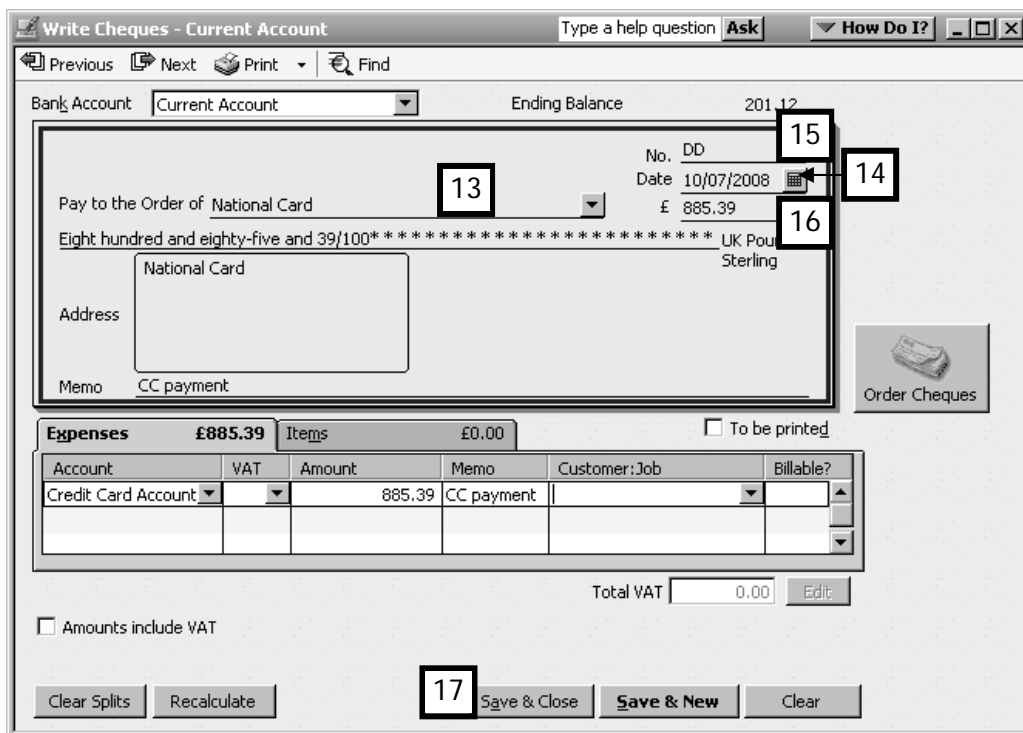 Write Cheques - Current Account Type a help question Ask How Do I?
Previous Next Print Find
Bank Account Current Account Ending Balance 201.12
15
No. DD
14
13
Date 10/07/2008
Pay to the Order of National Card £ 885.39
16
Eight hundred and eighty-five and 39/100* * * * * * * * * * * * * * * * * * * * * * * * * UK
Sterling
National Card
Address
Memo CC payment
Order Cheques
Expenses £885.39 Items £0.00 To be printed
Account VAT Amount Memo Customer:Job Billable?
Credit Card Account 885.39 CC payment
Total VAT 0.00 Edit
Amounts include VAT
17
Clear Splits Recalculate Save & Close Save & New Clear